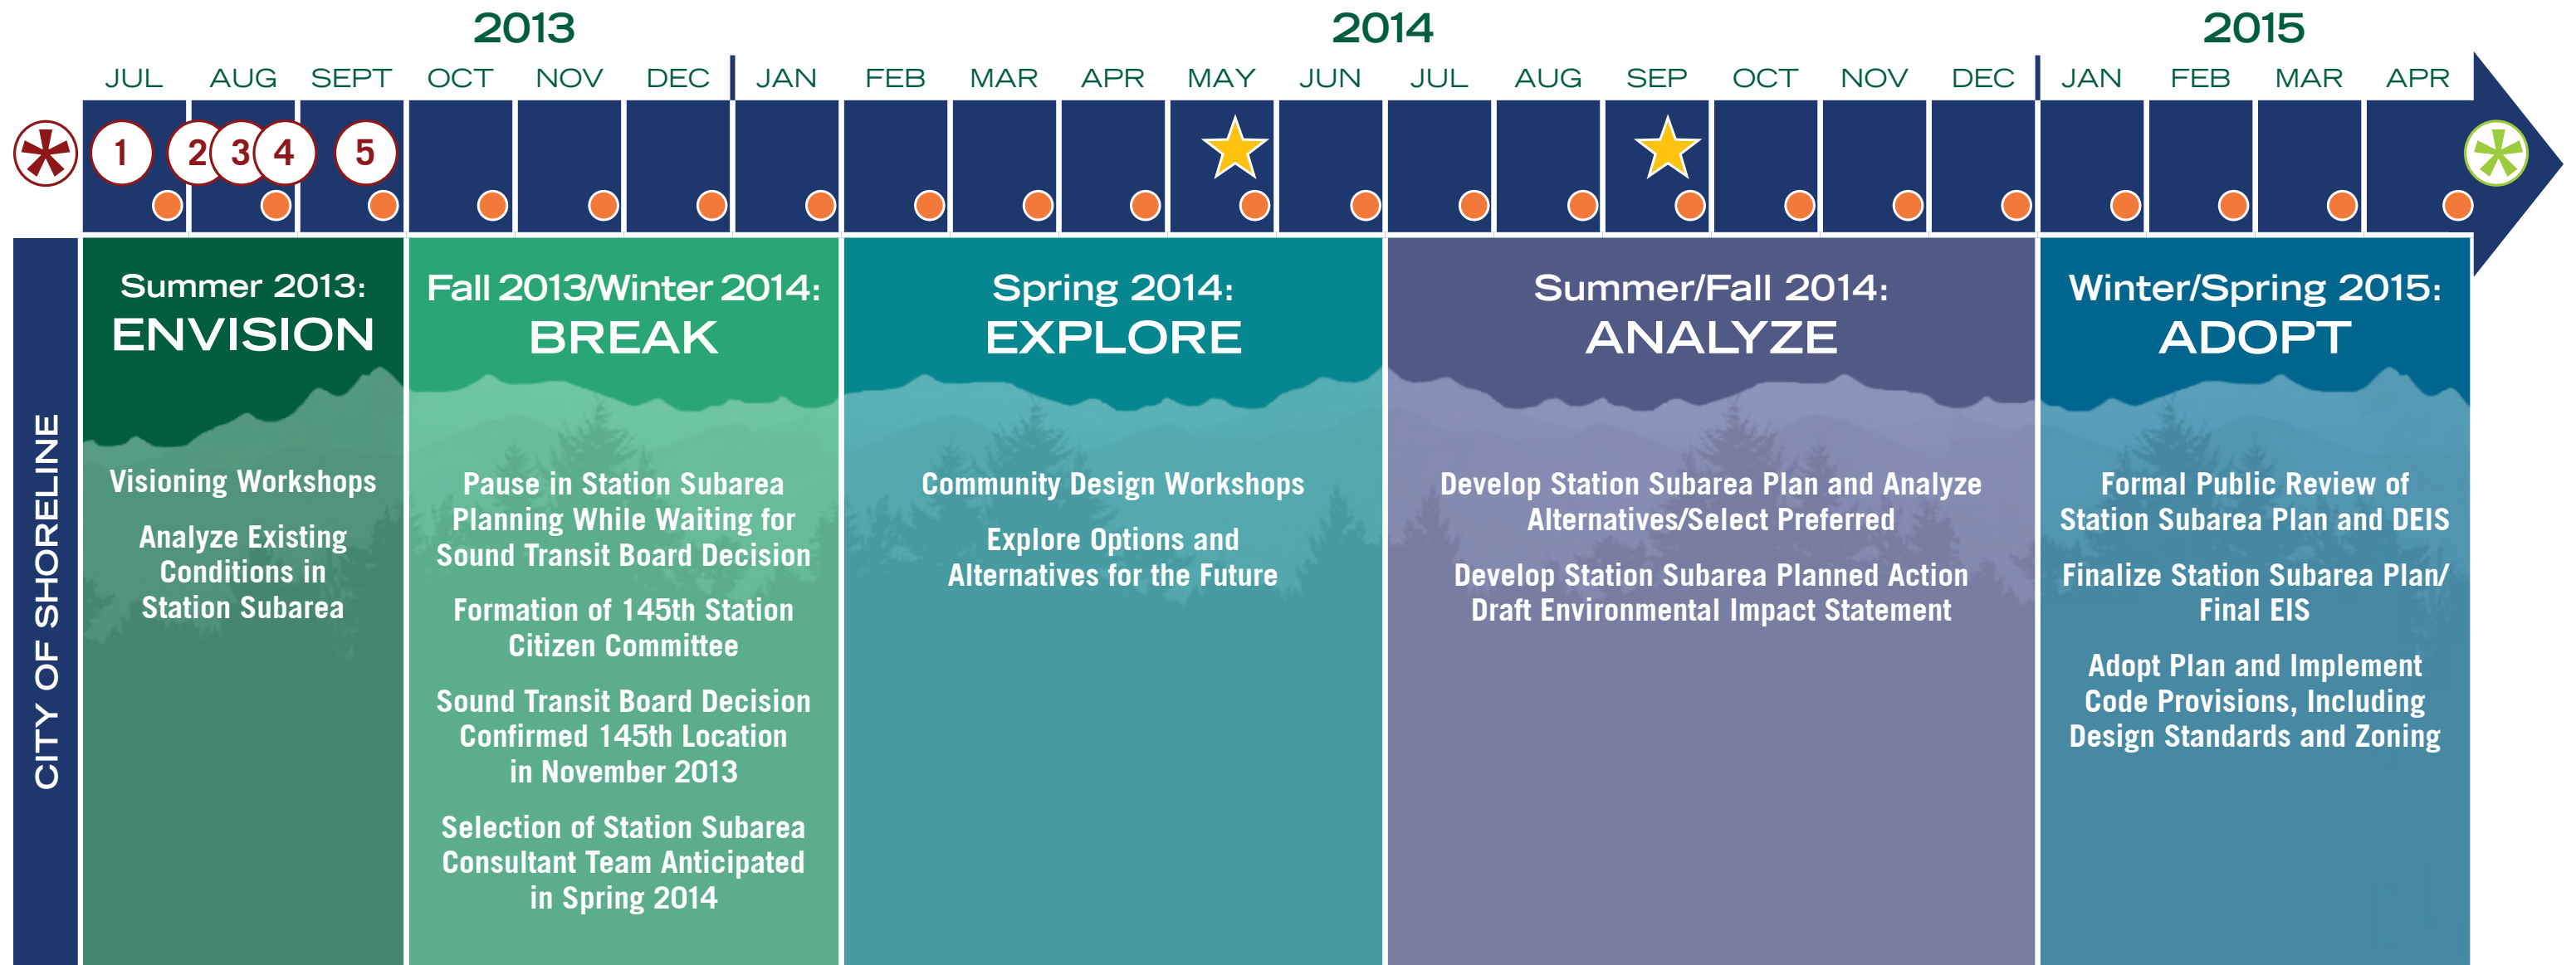 2013
2014
2015
JUL AUG SEPT OCT NOV DEC JAN FEB MAR APR MAY JUN JUL AUG SEP OCT NOV DEC JAN FEB MAR APR
1 2 3 4 5
CITY OF SHORELINE
Summer 2013:
ENVISION
Visioning Workshops
Analyze Existing
Conditions in
Station Subarea
Fall 2013/Winter 2014:
BREAK
Pause in Station Subarea
Planning While Waiting for
Sound Transit Board Decision
Formation of 145th Station
Citizen Committee
Sound Transit Board Decision
Confirmed 145th Location
in November 2013
Selection of Station Subarea
Consultant Team Anticipated
in Spring 2014
Spring 2014:
EXPLORE
Community Design Workshops
Explore Options and
Alternatives for the Future
Summer/Fall 2014:
ANALYZE
Develop Station Subarea Plan and Analyze
Alternatives/Select Preferred
Develop Station Subarea Planned Action
Draft Environmental Impact Statement
Winter/Spring 2015:
ADOPT
Formal Public Review of
Station Subarea Plan and DEIS
Finalize Station Subarea Plan/
Final EIS
Adopt Plan and Implement
Code Provisions, Including
Design Standards and Zoning